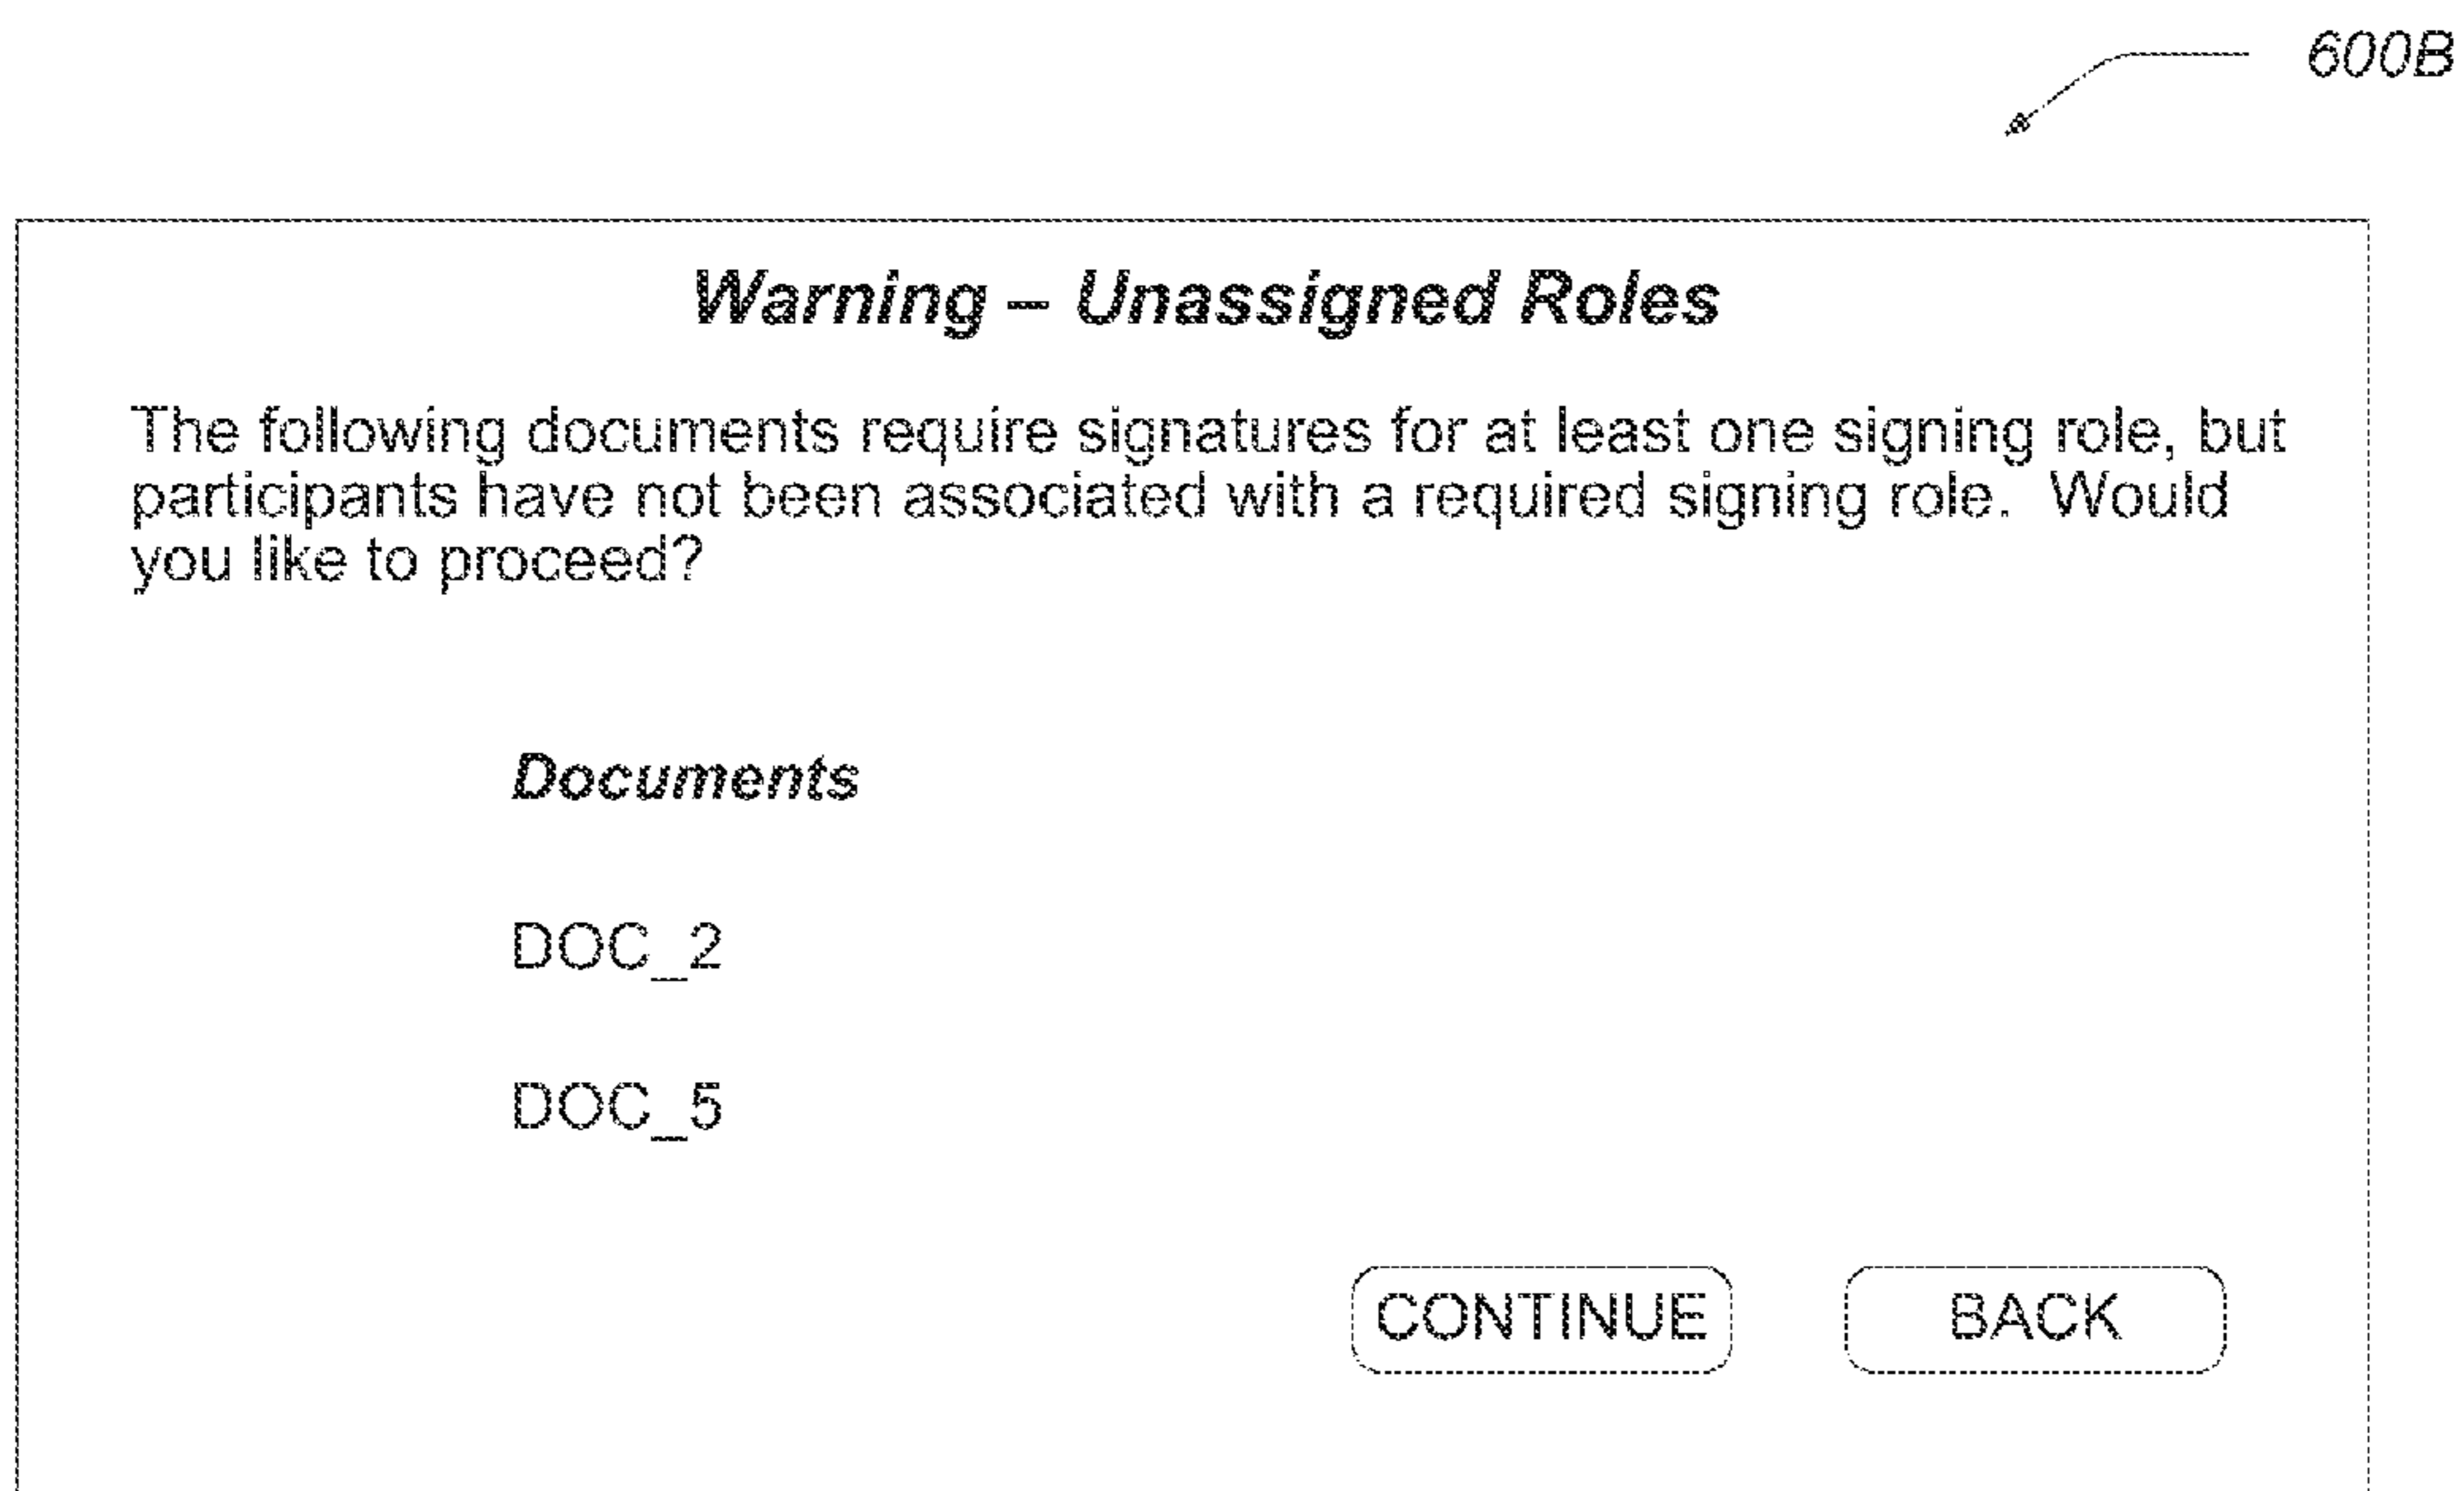 600B
Warning – Unassigned Roles
The following documents require signatures for at least one signing role, but
participants have not been associated with a required signing role.  Would
you like to proceed?
Documents
DOC_2
DOC_5
CONTINUE BACK